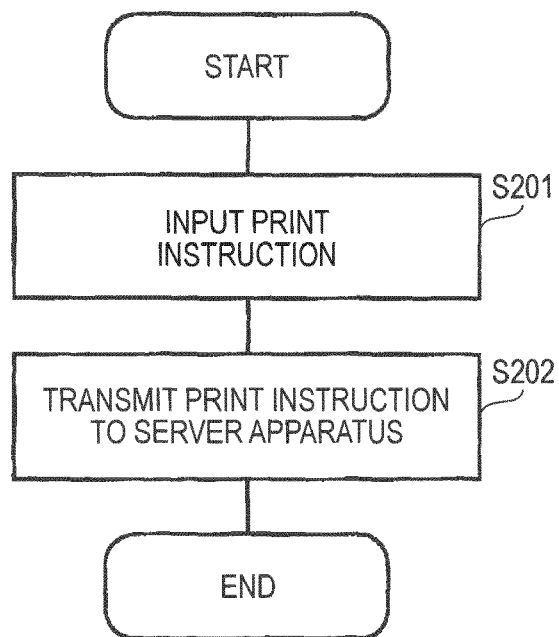 START
S201
INPUT PRINT
INSTRUCTION
S202
TRANSMIT PRINT INSTRUCTION
TO SERVER APPARATUS
END